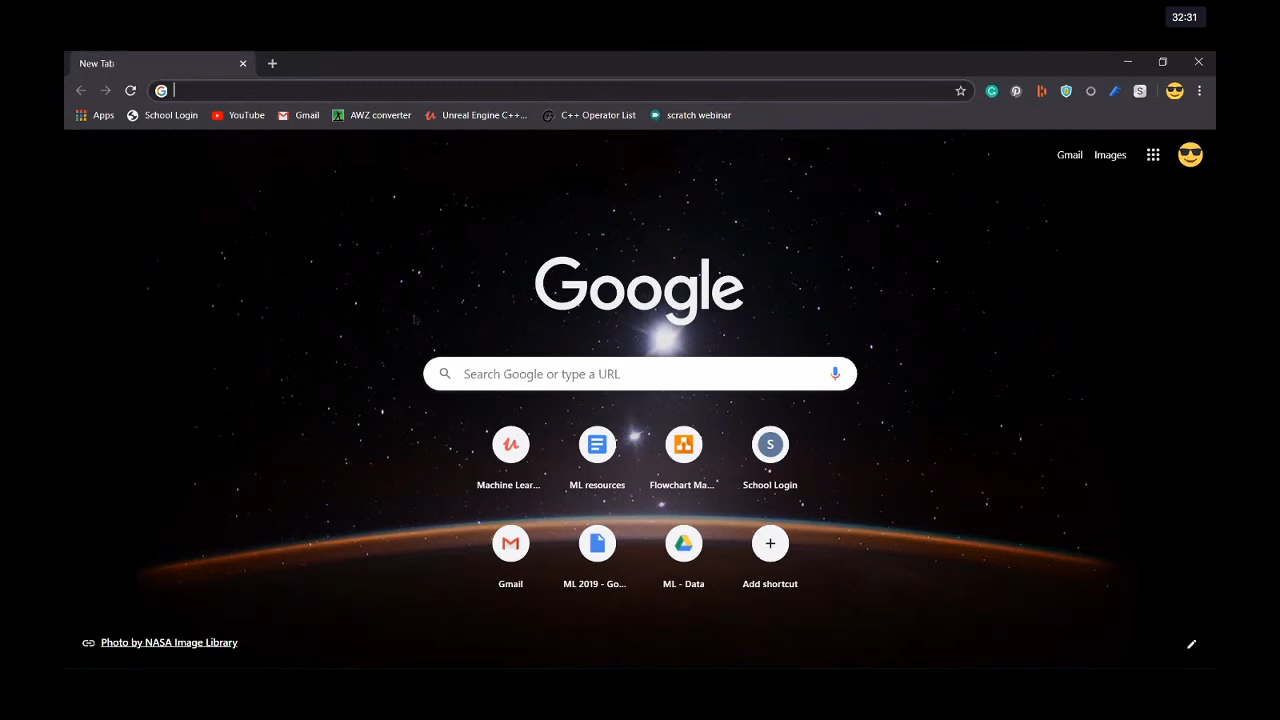 32:31
New Tab
Apps School Login YouTube Gmail AWZ converter Unreal Engine C++... C++ Operator List scratch webinar
Gmail Images
Google
Search Google or type a URL
S
Machine Lear... ML resources Flowchart Ma... School Login
Gmail ML 2019 - Go... ML - Data Add shortcut
Photo by NASA Image Library